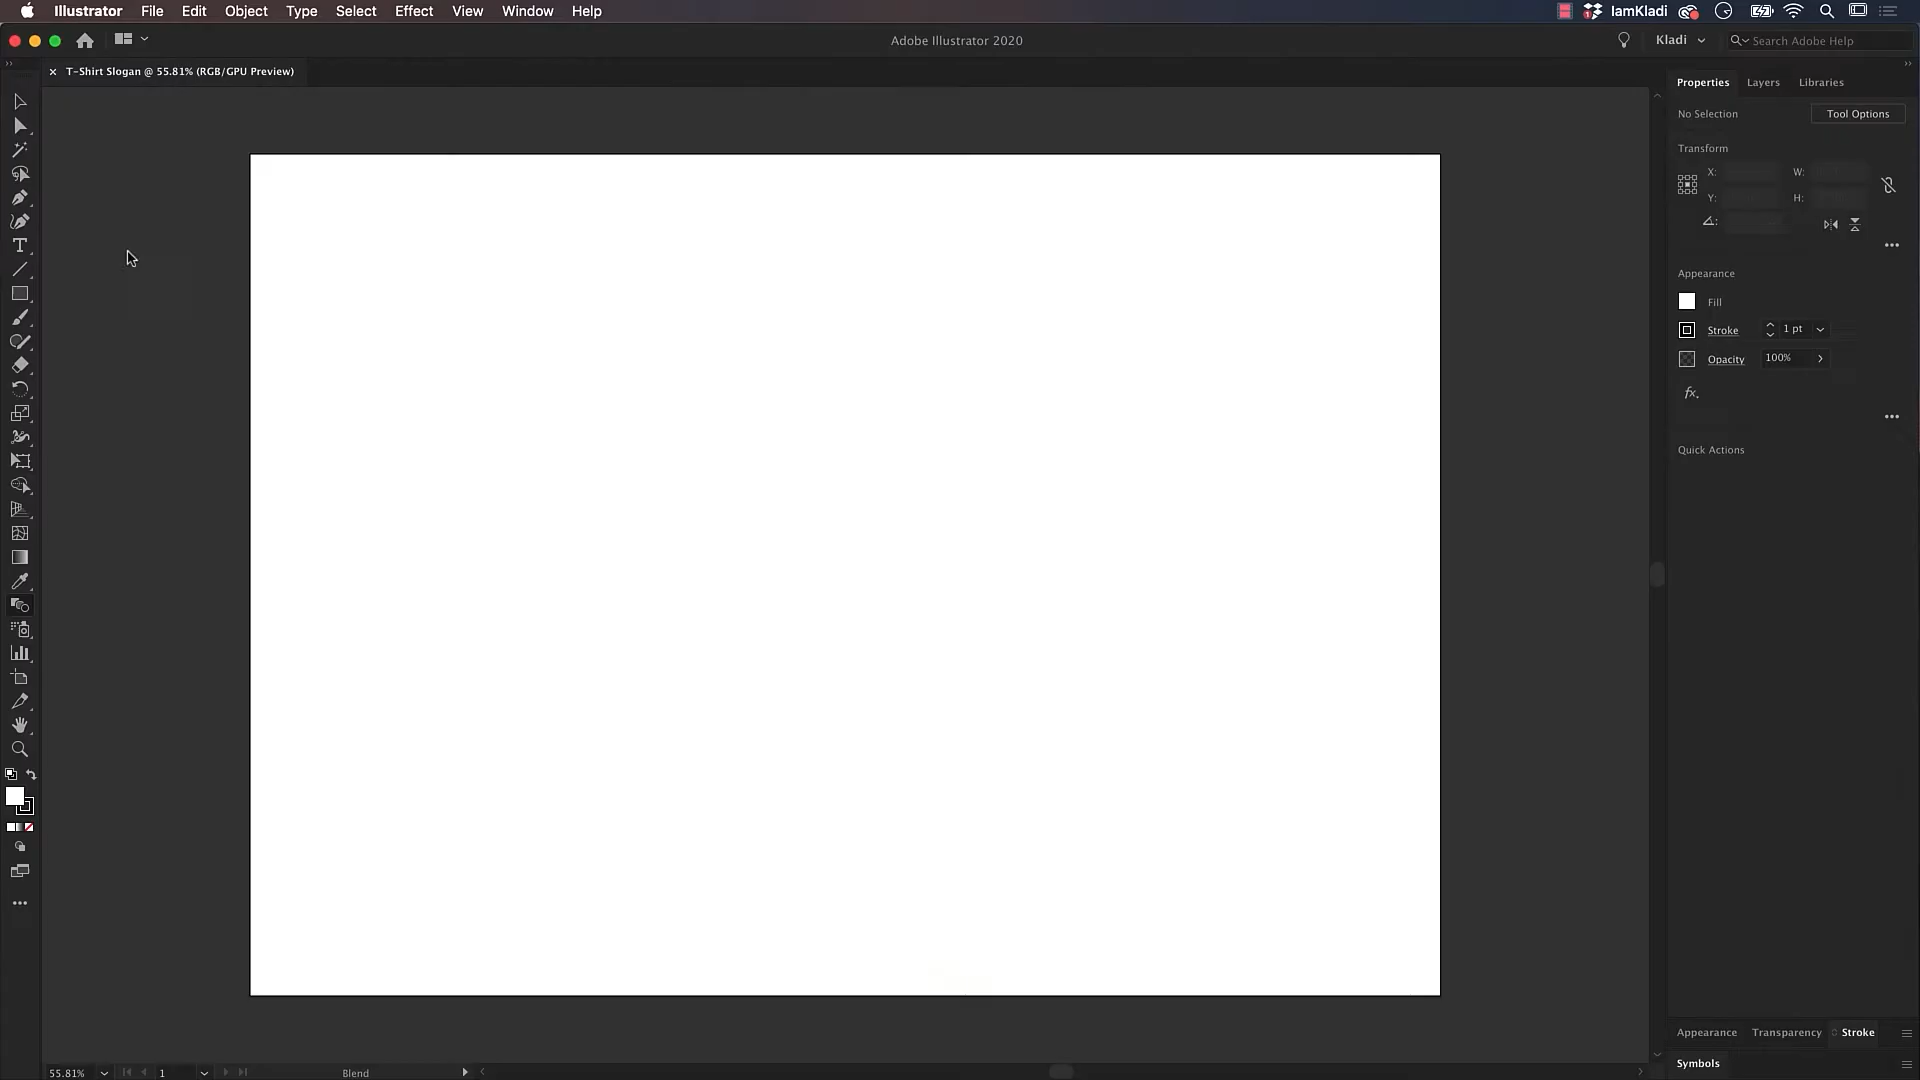 Illustrator File Edit Object Type Select Effect View Window Help IamKladi
Adobe Illustrator 2020 Kladi Search Adobe Help
T-Shirt Slogan @ 55.81% (RGB/GPU Preview)
Properties Layers Libraries
No Selection Tool Options
Transform
X: W:
Y: H:
Appearance
Fill
Stroke 1 pt
Opacity 100%
fx.
Quick Actions
Appearance Transparency Stroke
Symbols
55.81% 1 Blend